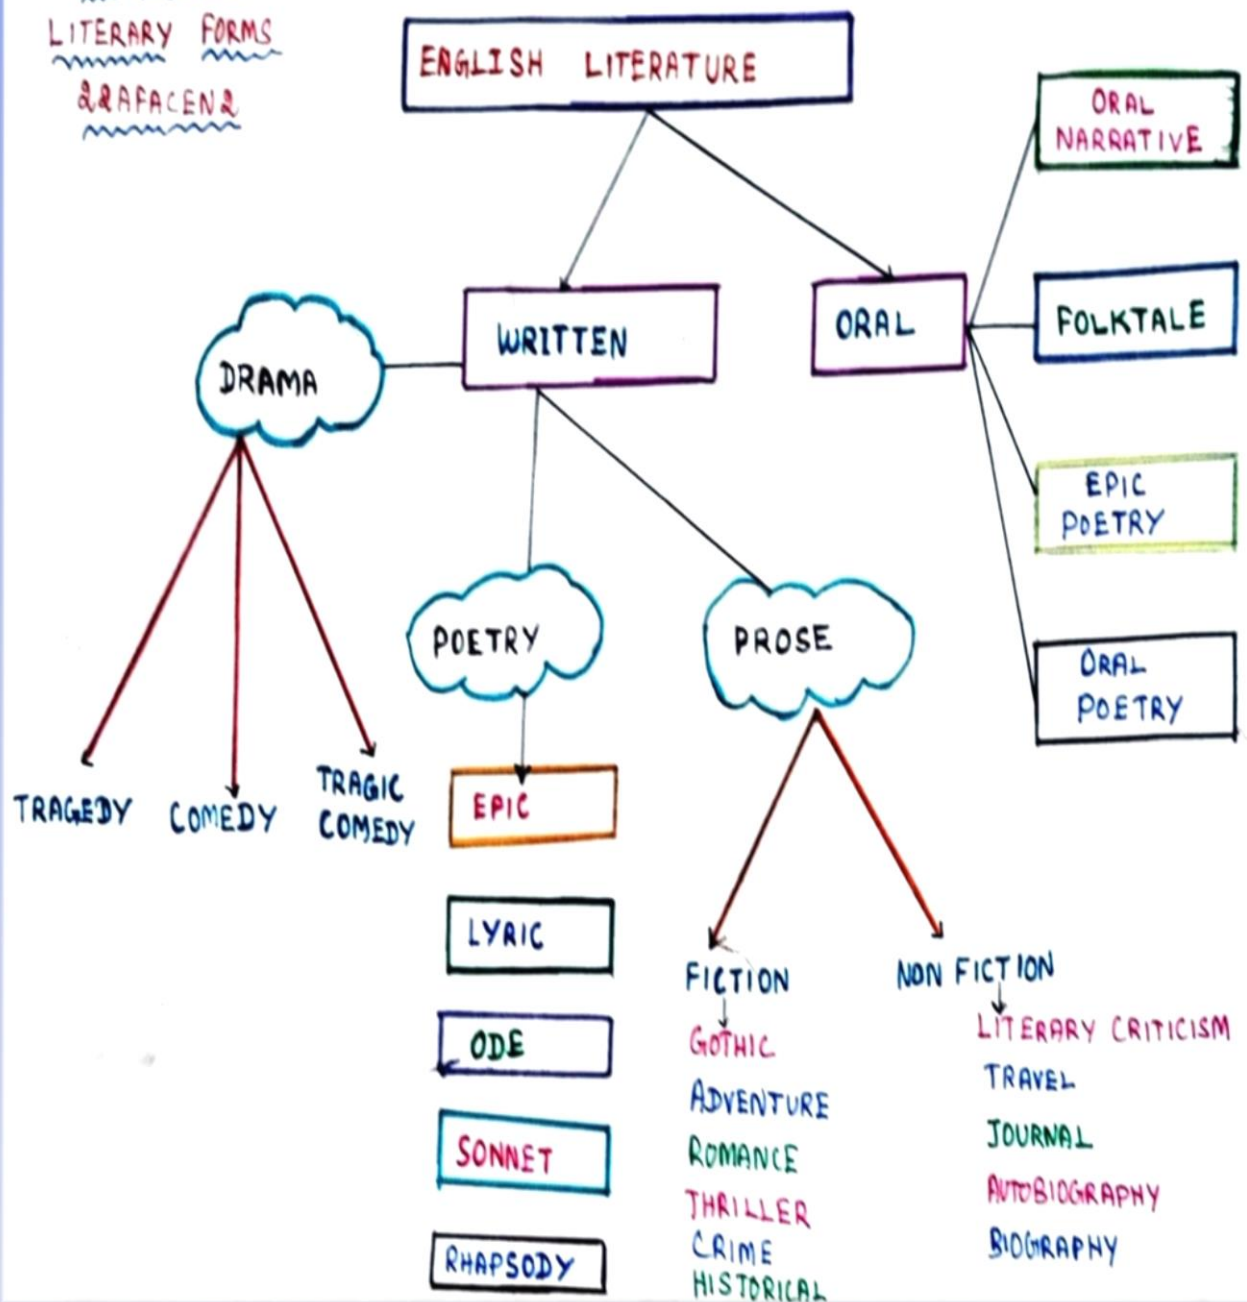 LITERARY FORMS
22AFACEN2
ENGLISH LITERATURE
ORAL
NARRATIVE
WRITTEN
ORAL
FOLKTALE
DRAMA
EPIC
POETRY
POETRY
PROSE
ORAL
POETRY
TRAGEDY
COMEDY
TRAGIC
COMEDY
EPIC
LYRIC
ODE
SONNET
RHAPSODY
FICTION
GOTHIC
ADVENTURE
ROMANCE
THRILLER
CRIME
HISTORICAL
NON FICTION
LITERARY CRITICISM
TRAVEL
JOURNAL
AUTOBIOGRAPHY
BIOGRAPHY